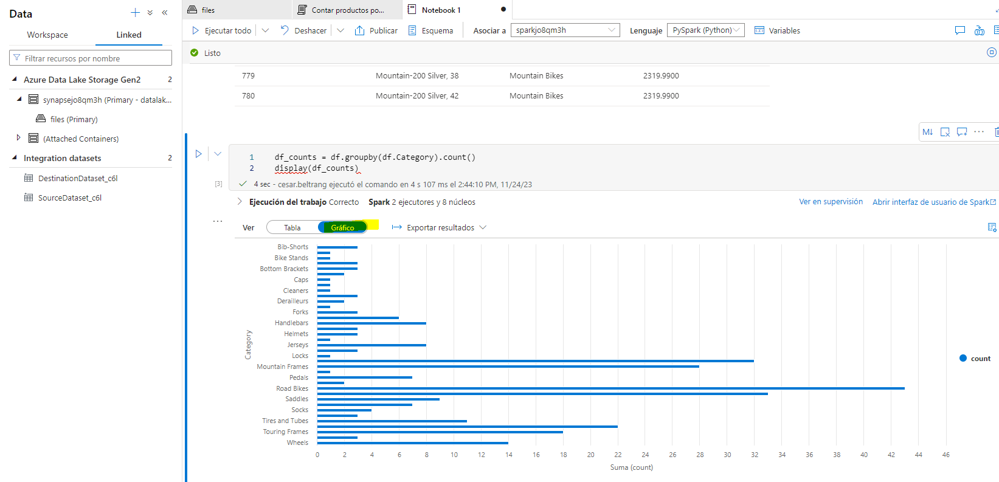 Data
Workspace
Linked
Filtrar recursos por nombre
Azure Data Lake Storage Gen2 2
synapsejo8qm3h (Primary - datalak...
files (Primary)
(Attached Containers)
Integration datasets 2
DestinationDataset_c6l
SourceDataset_c6l
files
Contar productos po...
Notebook 1
Ejecutar todo
Deshacer
Publicar
Esquema
Asociar a
sparkjo8qm3h
Lenguaje
PySpark (Python)
Variables
Listo
779 Mountain-200 Silver, 38 Mountain Bikes 2319.9900
780 Mountain-200 Silver, 42 Mountain Bikes 2319.9900
M↓
1 df_counts = df.groupby(df.Category).count()
2 display(df_counts)
[3] 4 sec - cesar.beltrang ejecutó el comando en 4 s 107 ms el 2:44:10 PM, 11/24/23
Ejecución del trabajo Correcto Spark 2 ejecutores y 8 núcleos
Ver en supervisión
Abrir interfaz de usuario de Spark
Ver
Tabla
Gráfico
Exportar resultados
Category
Bib-Shorts
Bike Stands
Bottom Brackets
Caps
Cleaners
Derailleurs
Forks
Handlebars
Helmets
Jerseys
Locks
Mountain Frames
Pedals
Road Bikes
Saddles
Socks
Tires and Tubes
Touring Frames
Wheels
0 2 4 6 8 10 12 14 16 18 20 22 24 26 28 30 32 34 36 38 40 42 44 46
Suma (count)
count